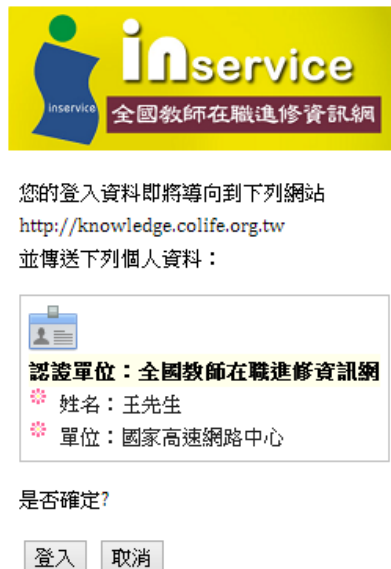 inservice
inservice
全國教師在職進修資訊網
您的登入資料即將導向到下列網站
http://knowledge.colife.org.tw
並傳送下列個人資料：
認證單位：全國教師在職進修資訊網
姓名：王先生
單位：國家高速網路中心
是否確定?
登入 取消